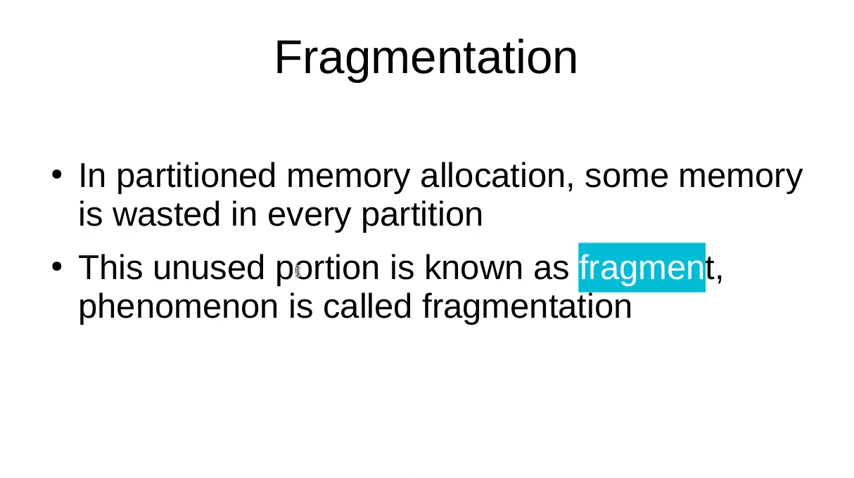 Fragmentation
• In partitioned memory allocation, some memory
is wasted in every partition
• This unused portion is known as fragment,
phenomenon is called fragmentation